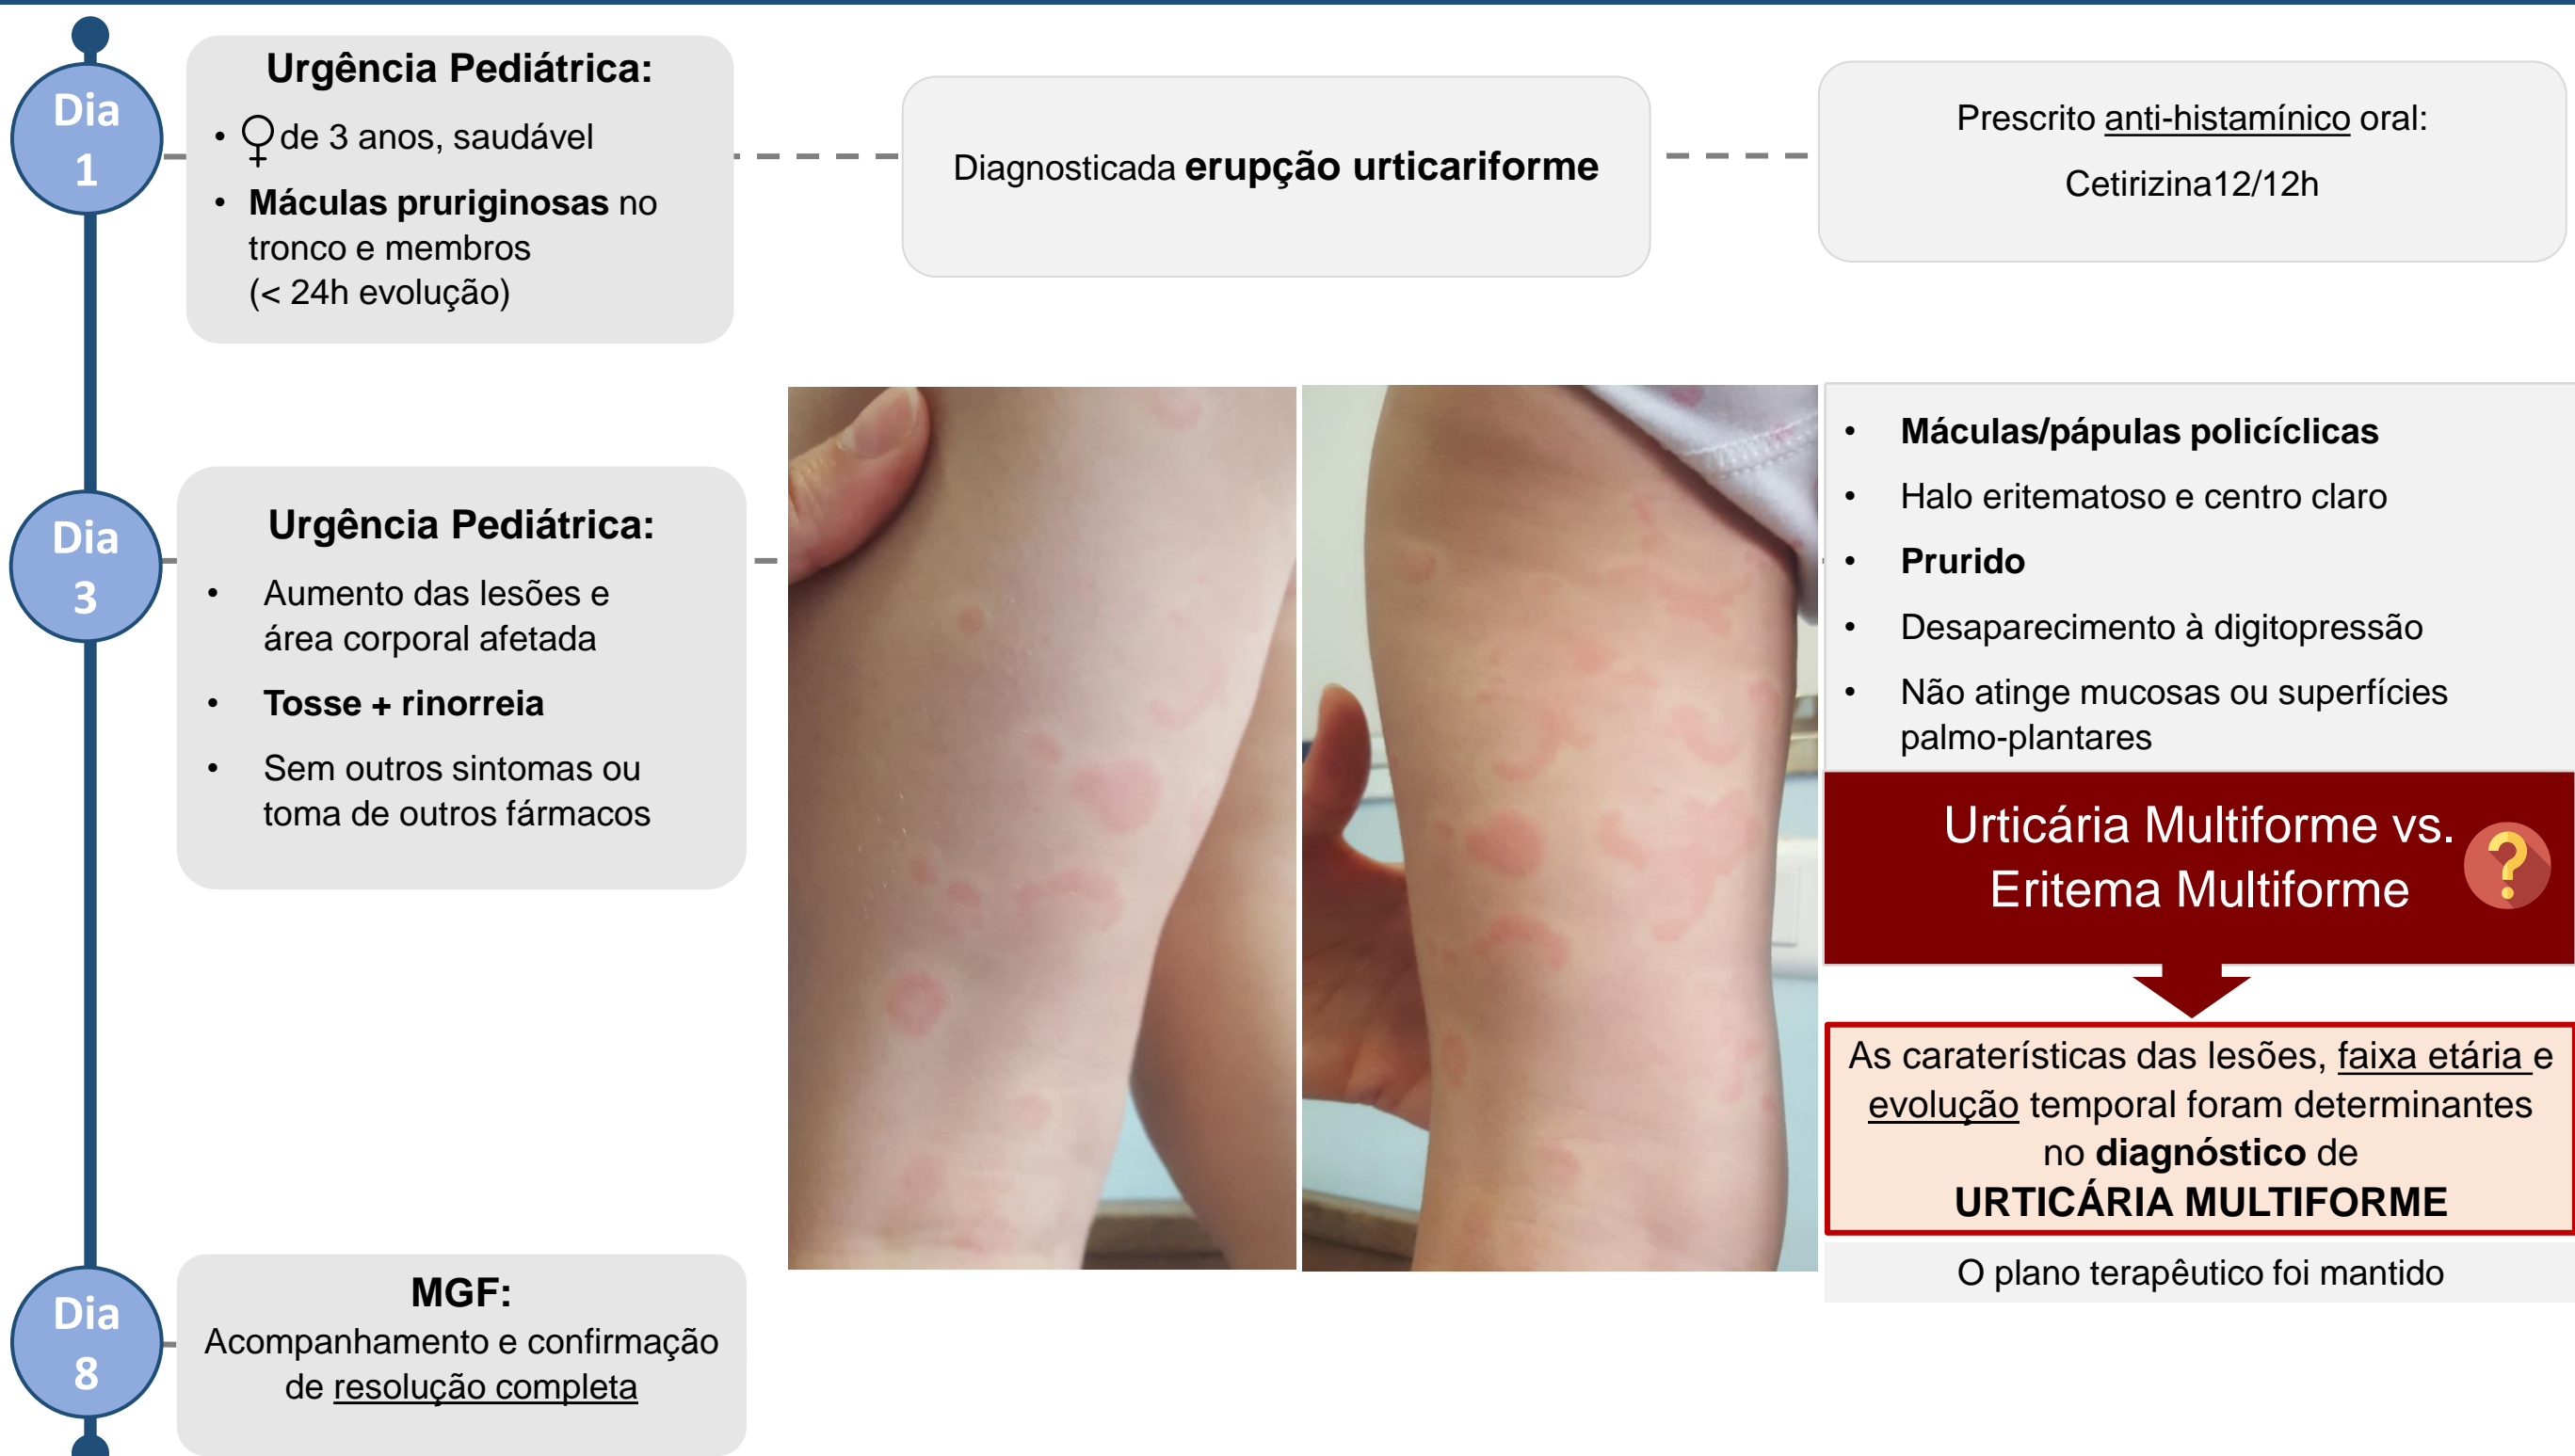 Dia
1
Urgência Pediátrica:
• ♀ de 3 anos, saudável
• Máculas pruriginosas no
tronco e membros
(< 24h evolução)
Diagnosticada erupção urticariforme
Prescrito anti-histamínico oral:
Cetirizina12/12h
Dia
3
Urgência Pediátrica:
• Aumento das lesões e
área corporal afetada
• Tosse + rinorreia
• Sem outros sintomas ou
toma de outros fármacos
• Máculas/pápulas policíclicas
• Halo eritematoso e centro claro
• Prurido
• Desaparecimento à digitopressão
• Não atinge mucosas ou superfícies
palmo-plantares
Urticária Multiforme vs.
Eritema Multiforme
?
As caraterísticas das lesões, faixa etária e
evolução temporal foram determinantes
no diagnóstico de
URTICÁRIA MULTIFORME
O plano terapêutico foi mantido
Dia
8
MGF:
Acompanhamento e confirmação
de resolução completa